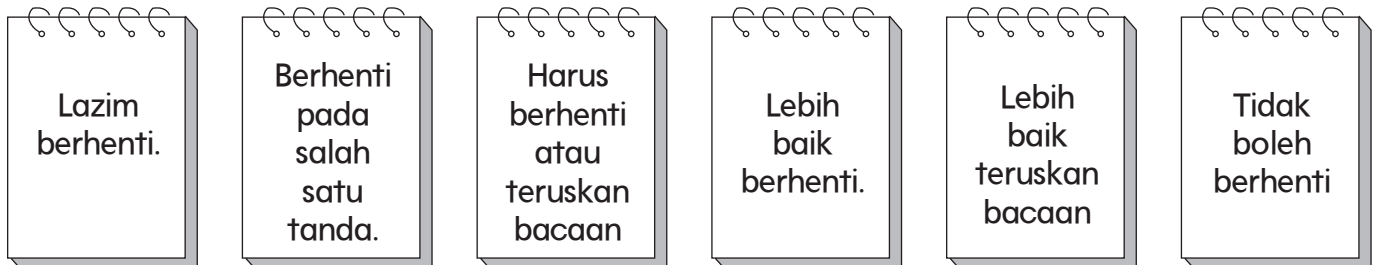 Lazim
berhenti.
Berhenti
pada
salah
satu
tanda.
Harus
berhenti
atau
teruskan
bacaan
Lebih
baik
berhenti.
Lebih
baik
teruskan
bacaan
Tidak
boleh
berhenti